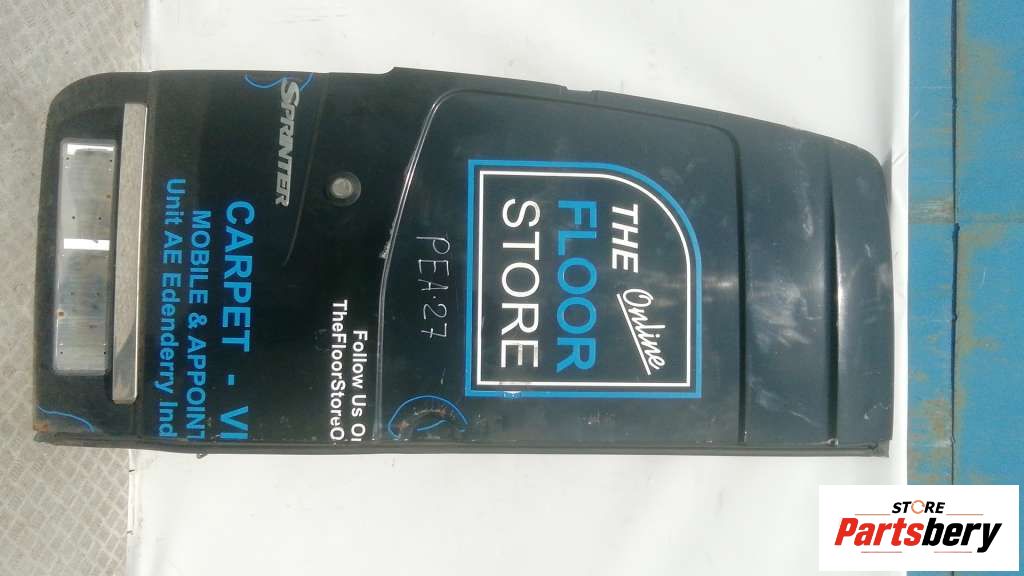 SPRINTER
CARPET - VI
MOBILE & APPOINT
Unit AE Edenderry Ind
Follow Us O
TheFloorStoreO
PEA·27
THE Online
FLOOR
STORE
STORE
Partsbery